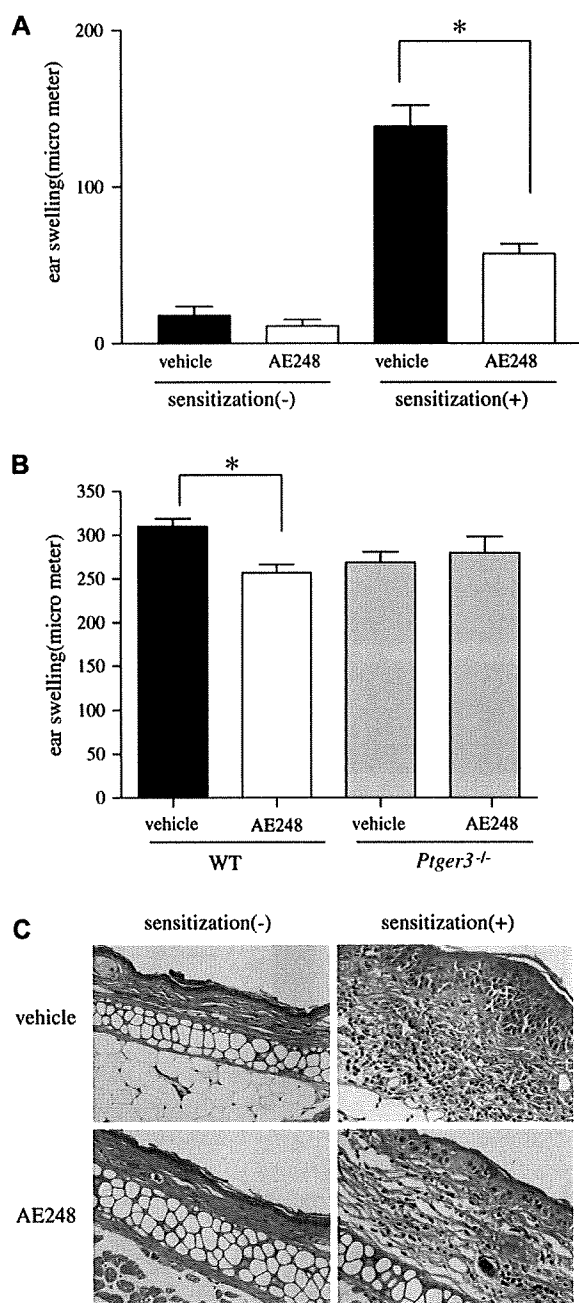 A
ear swelling(micro meter)
200
100
0
*
vehicle AE248 vehicle AE248
sensitization(-) sensitization(+)
B
ear swelling(micro meter)
350
300
250
200
150
100
50
0
*
vehicle AE248 vehicle AE248
WT Ptger3-/-
C
sensitization(-) sensitization(+)
vehicle
AE248